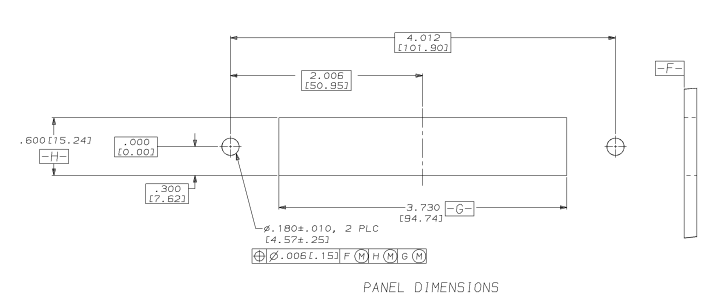 4.012
[101.90]
2.006
[50.95]
-F-
.600[15.24]
-H-
.000
[0.00]
.300
[7.62]
3.730 -G-
[94.74]
ø.180±.010, 2 PLC
[4.57±.25]
⌖ ø.006[.15] F Ⓜ H Ⓜ G Ⓜ
PANEL DIMENSIONS